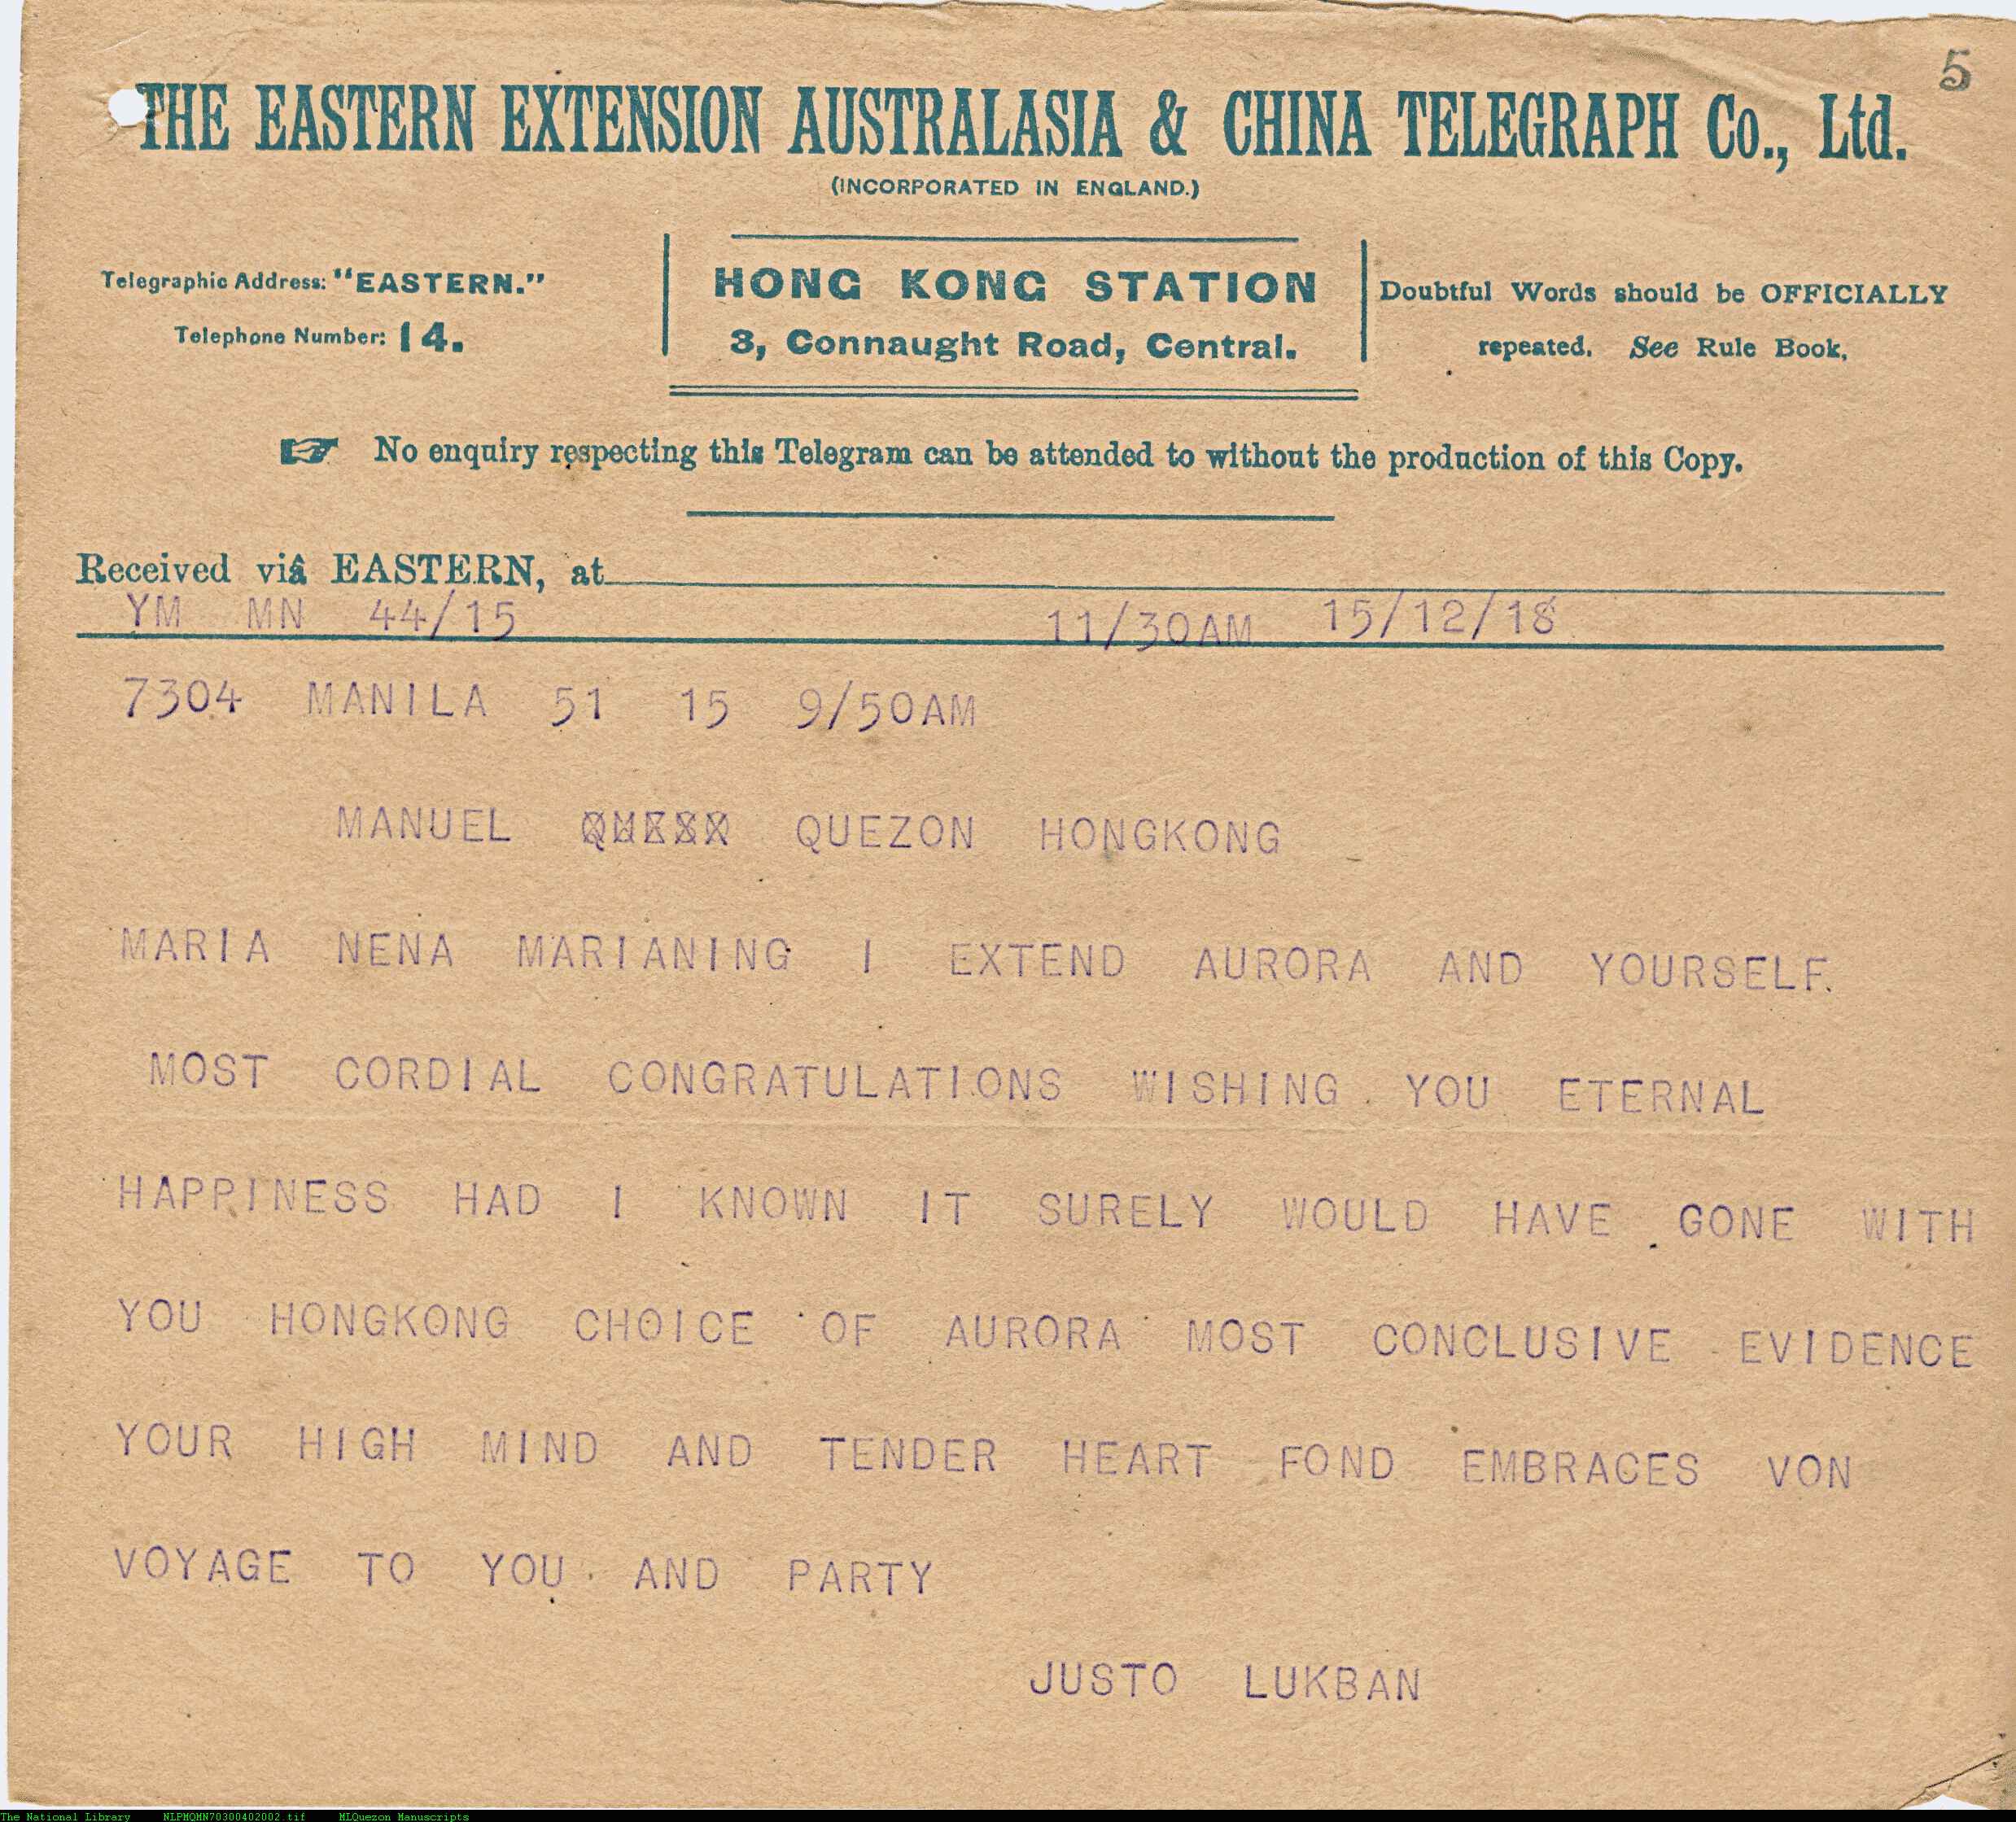 5
THE EASTERN EXTENSION AUSTRALASIA & CHINA TELEGRAPH Co., Ltd.
(INCORPORATED IN ENGLAND.)
Telegraphic Address: "EASTERN."
Telephone Number: 14.
HONG KONG STATION
3, Connaught Road, Central.
Doubtful Words should be OFFICIALLY
repeated. See Rule Book,
No enquiry respecting this Telegram can be attended to without the production of this Copy.
Received viâ EASTERN, at
YM MN 44/15 11/30AM 15/12/18
7304 MANILA 51 15 9/50AM
MANUEL QUEZON HONGKONG
MARIA NENA MARIANING I EXTEND AURORA AND YOURSELF.
MOST CORDIAL CONGRATULATIONS WISHING YOU ETERNAL
HAPPINESS HAD I KNOWN IT SURELY WOULD HAVE GONE WITH
YOU HONGKONG CHOICE OF AURORA MOST CONCLUSIVE EVIDENCE
YOUR HIGH MIND AND TENDER HEART FOND EMBRACES VON
VOYAGE TO YOU AND PARTY
JUSTO LUKBAN
The National Library NLPMQMN70300402002.tif MLQuezon Manuscripts